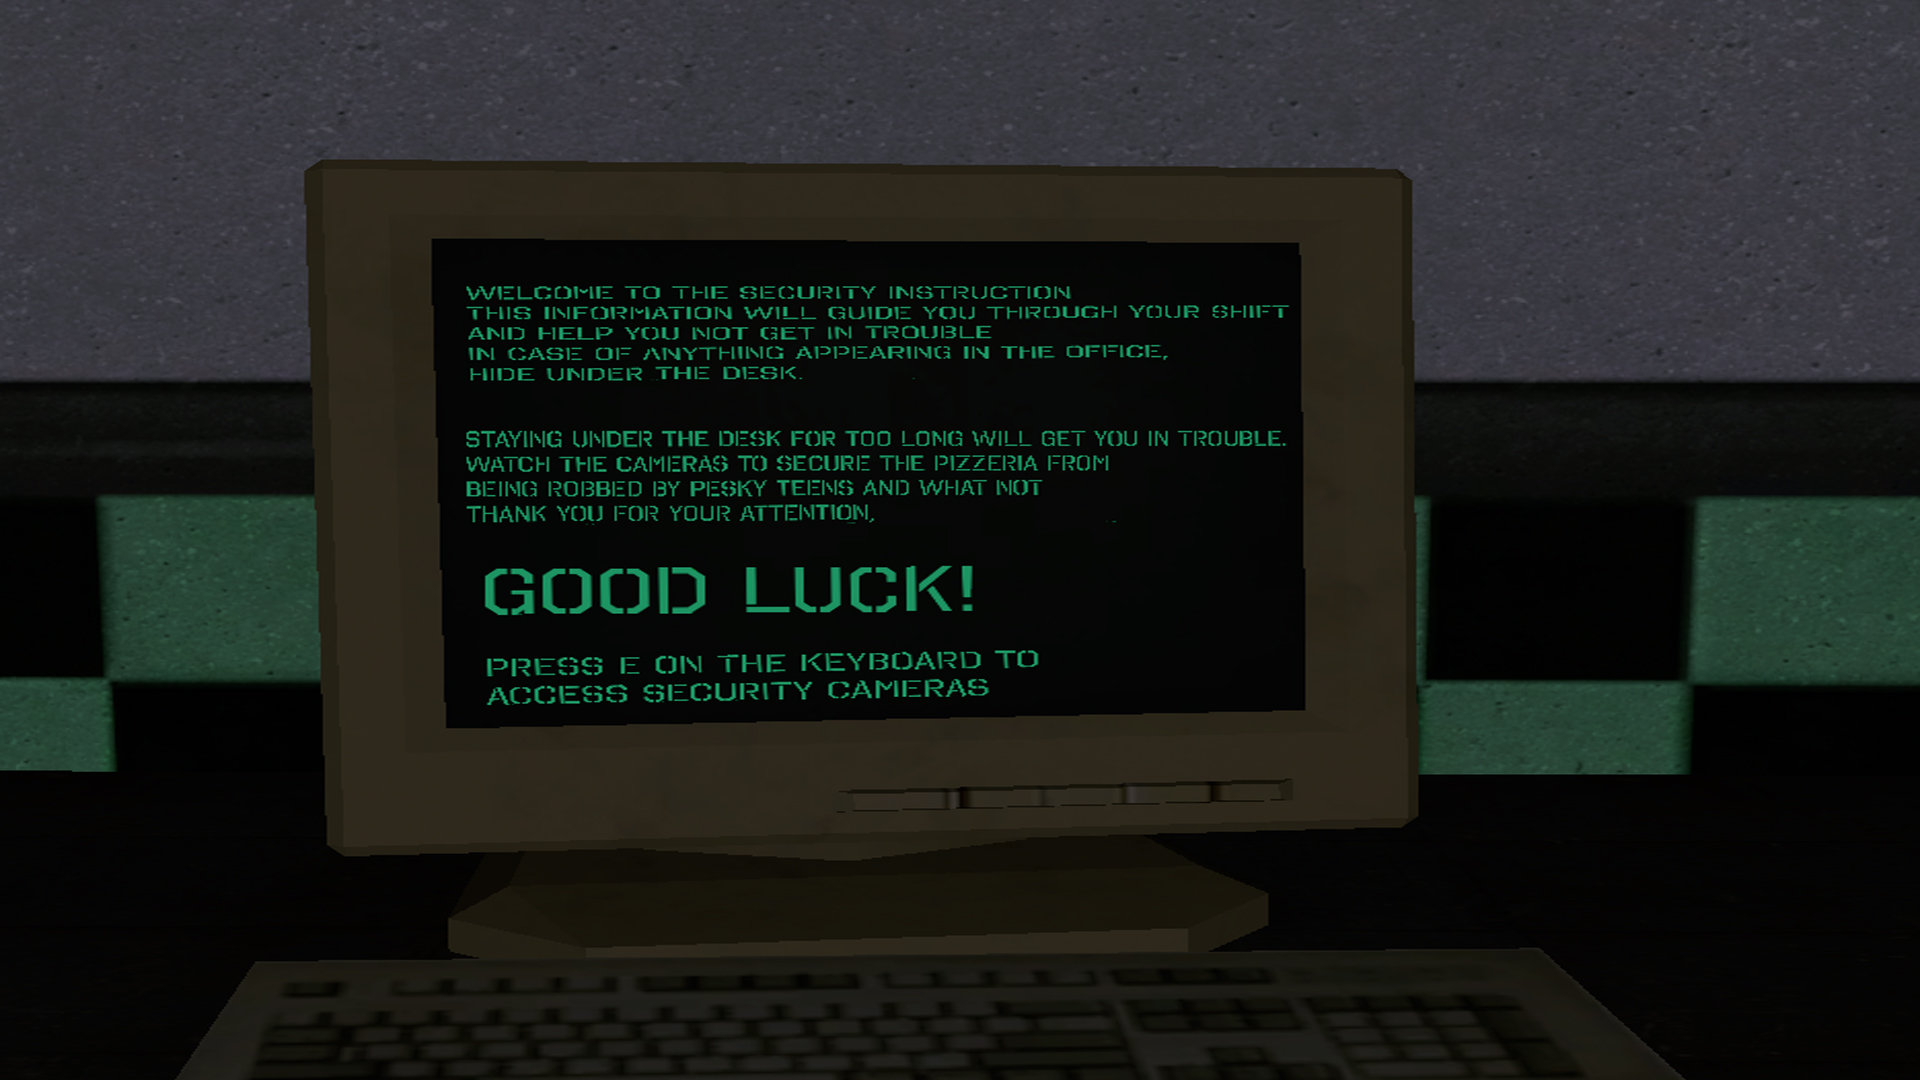 WELCOME TO THE SECURITY INSTRUCTION
THIS INFORMATION WILL GUIDE YOU THROUGH YOUR SHIFT
AND HELP YOU NOT GET IN TROUBLE
IN CASE OF ANYTHING APPEARING IN THE OFFICE,
HIDE UNDER THE DESK.
STAYING UNDER THE DESK FOR TOO LONG WILL GET YOU IN TROUBLE.
WATCH THE CAMERAS TO SECURE THE PIZZERIA FROM
BEING ROBBED BY PESKY TEENS AND WHAT NOT
THANK YOU FOR YOUR ATTENTION,
GOOD LUCK!
PRESS E ON THE KEYBOARD TO
ACCESS SECURITY CAMERAS